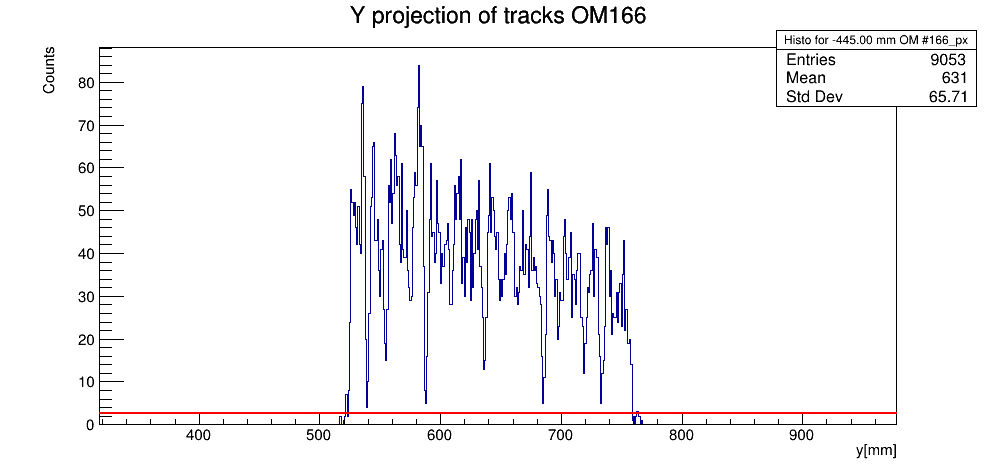 Y projection of tracks OM166
Histo for -445.00 mm OM #166_px
Entries 9053
Mean 631
Std Dev 65.71
Counts
80
70
60
50
40
30
20
10
0
400 500 600 700 800 900
y[mm]